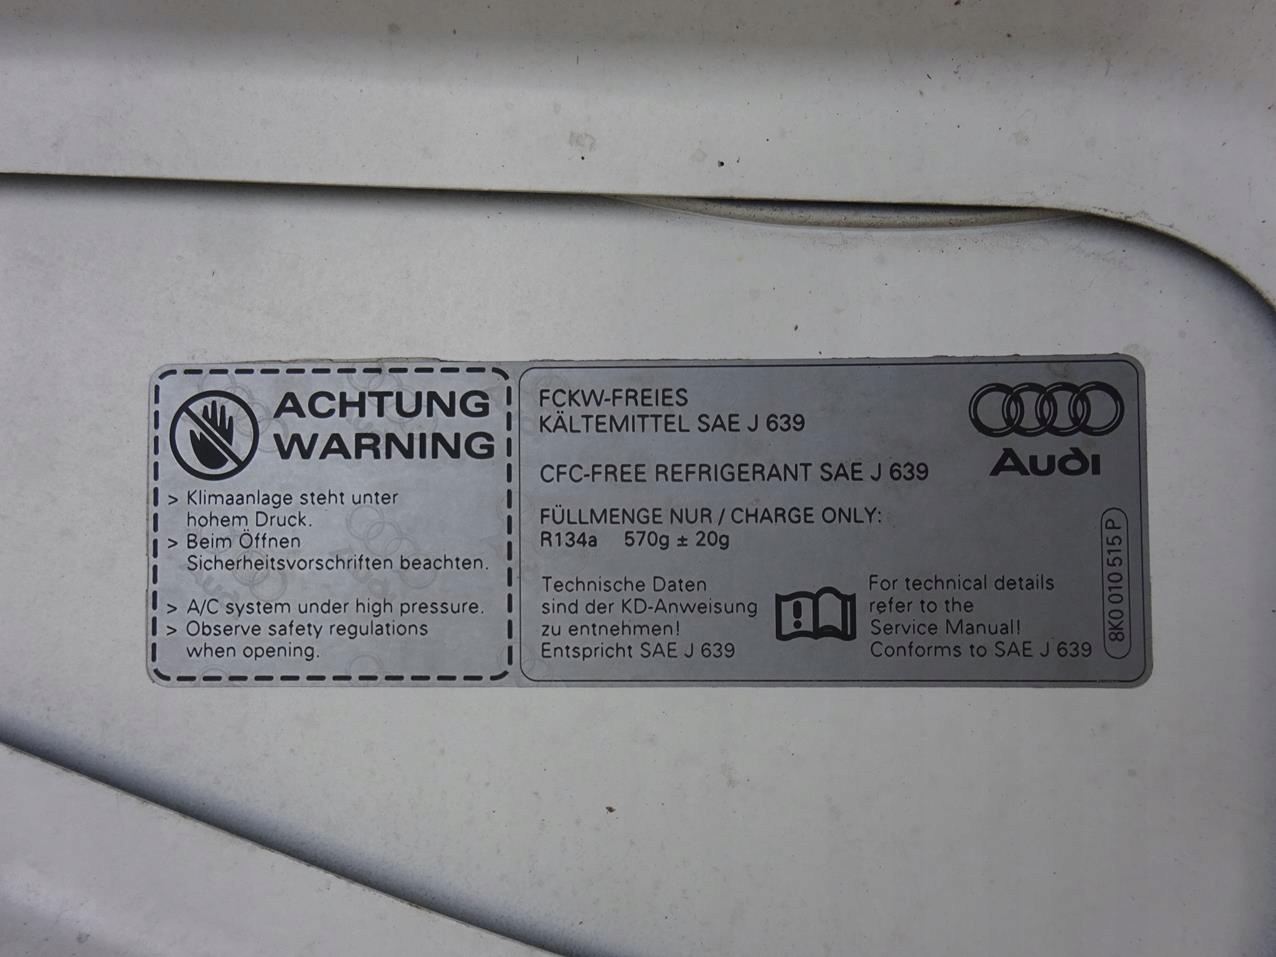 ACHTUNG
WARNING
> Klimaanlage steht unter
hohem Druck.
> Beim Öffnen
Sicherheitsvorschriften beachten.
> A/C system under high pressure.
> Observe safety regulations
when opening.
FCKW-FREIES
KÄLTEMITTEL SAE J 639
CFC-FREE REFRIGERANT SAE J 639
FÜLLMENGE NUR / CHARGE ONLY:
R134a 570g ± 20g
Technische Daten
sind der KD-Anweisung
zu entnehmen!
Entspricht SAE J 639
For technical details
refer to the
Service Manual!
Conforms to SAE J 639
Audi
8K0 010 515 P